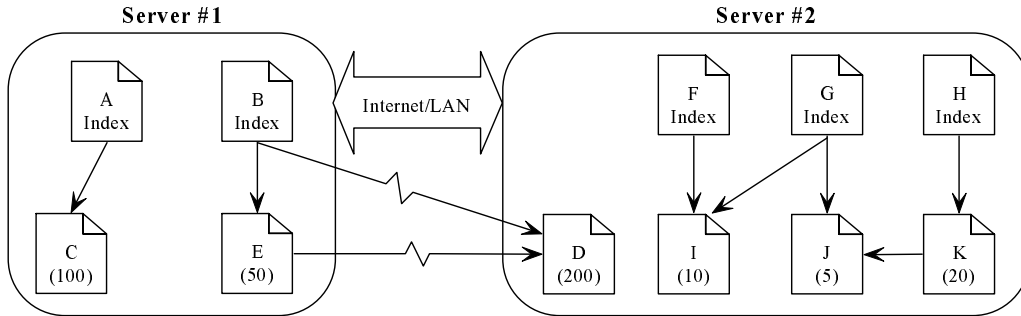 Server #1
Server #2
A
Index
B
Index
Internet/LAN
F
Index
G
Index
H
Index
C
(100)
E
(50)
D
(200)
I
(10)
J
(5)
K
(20)